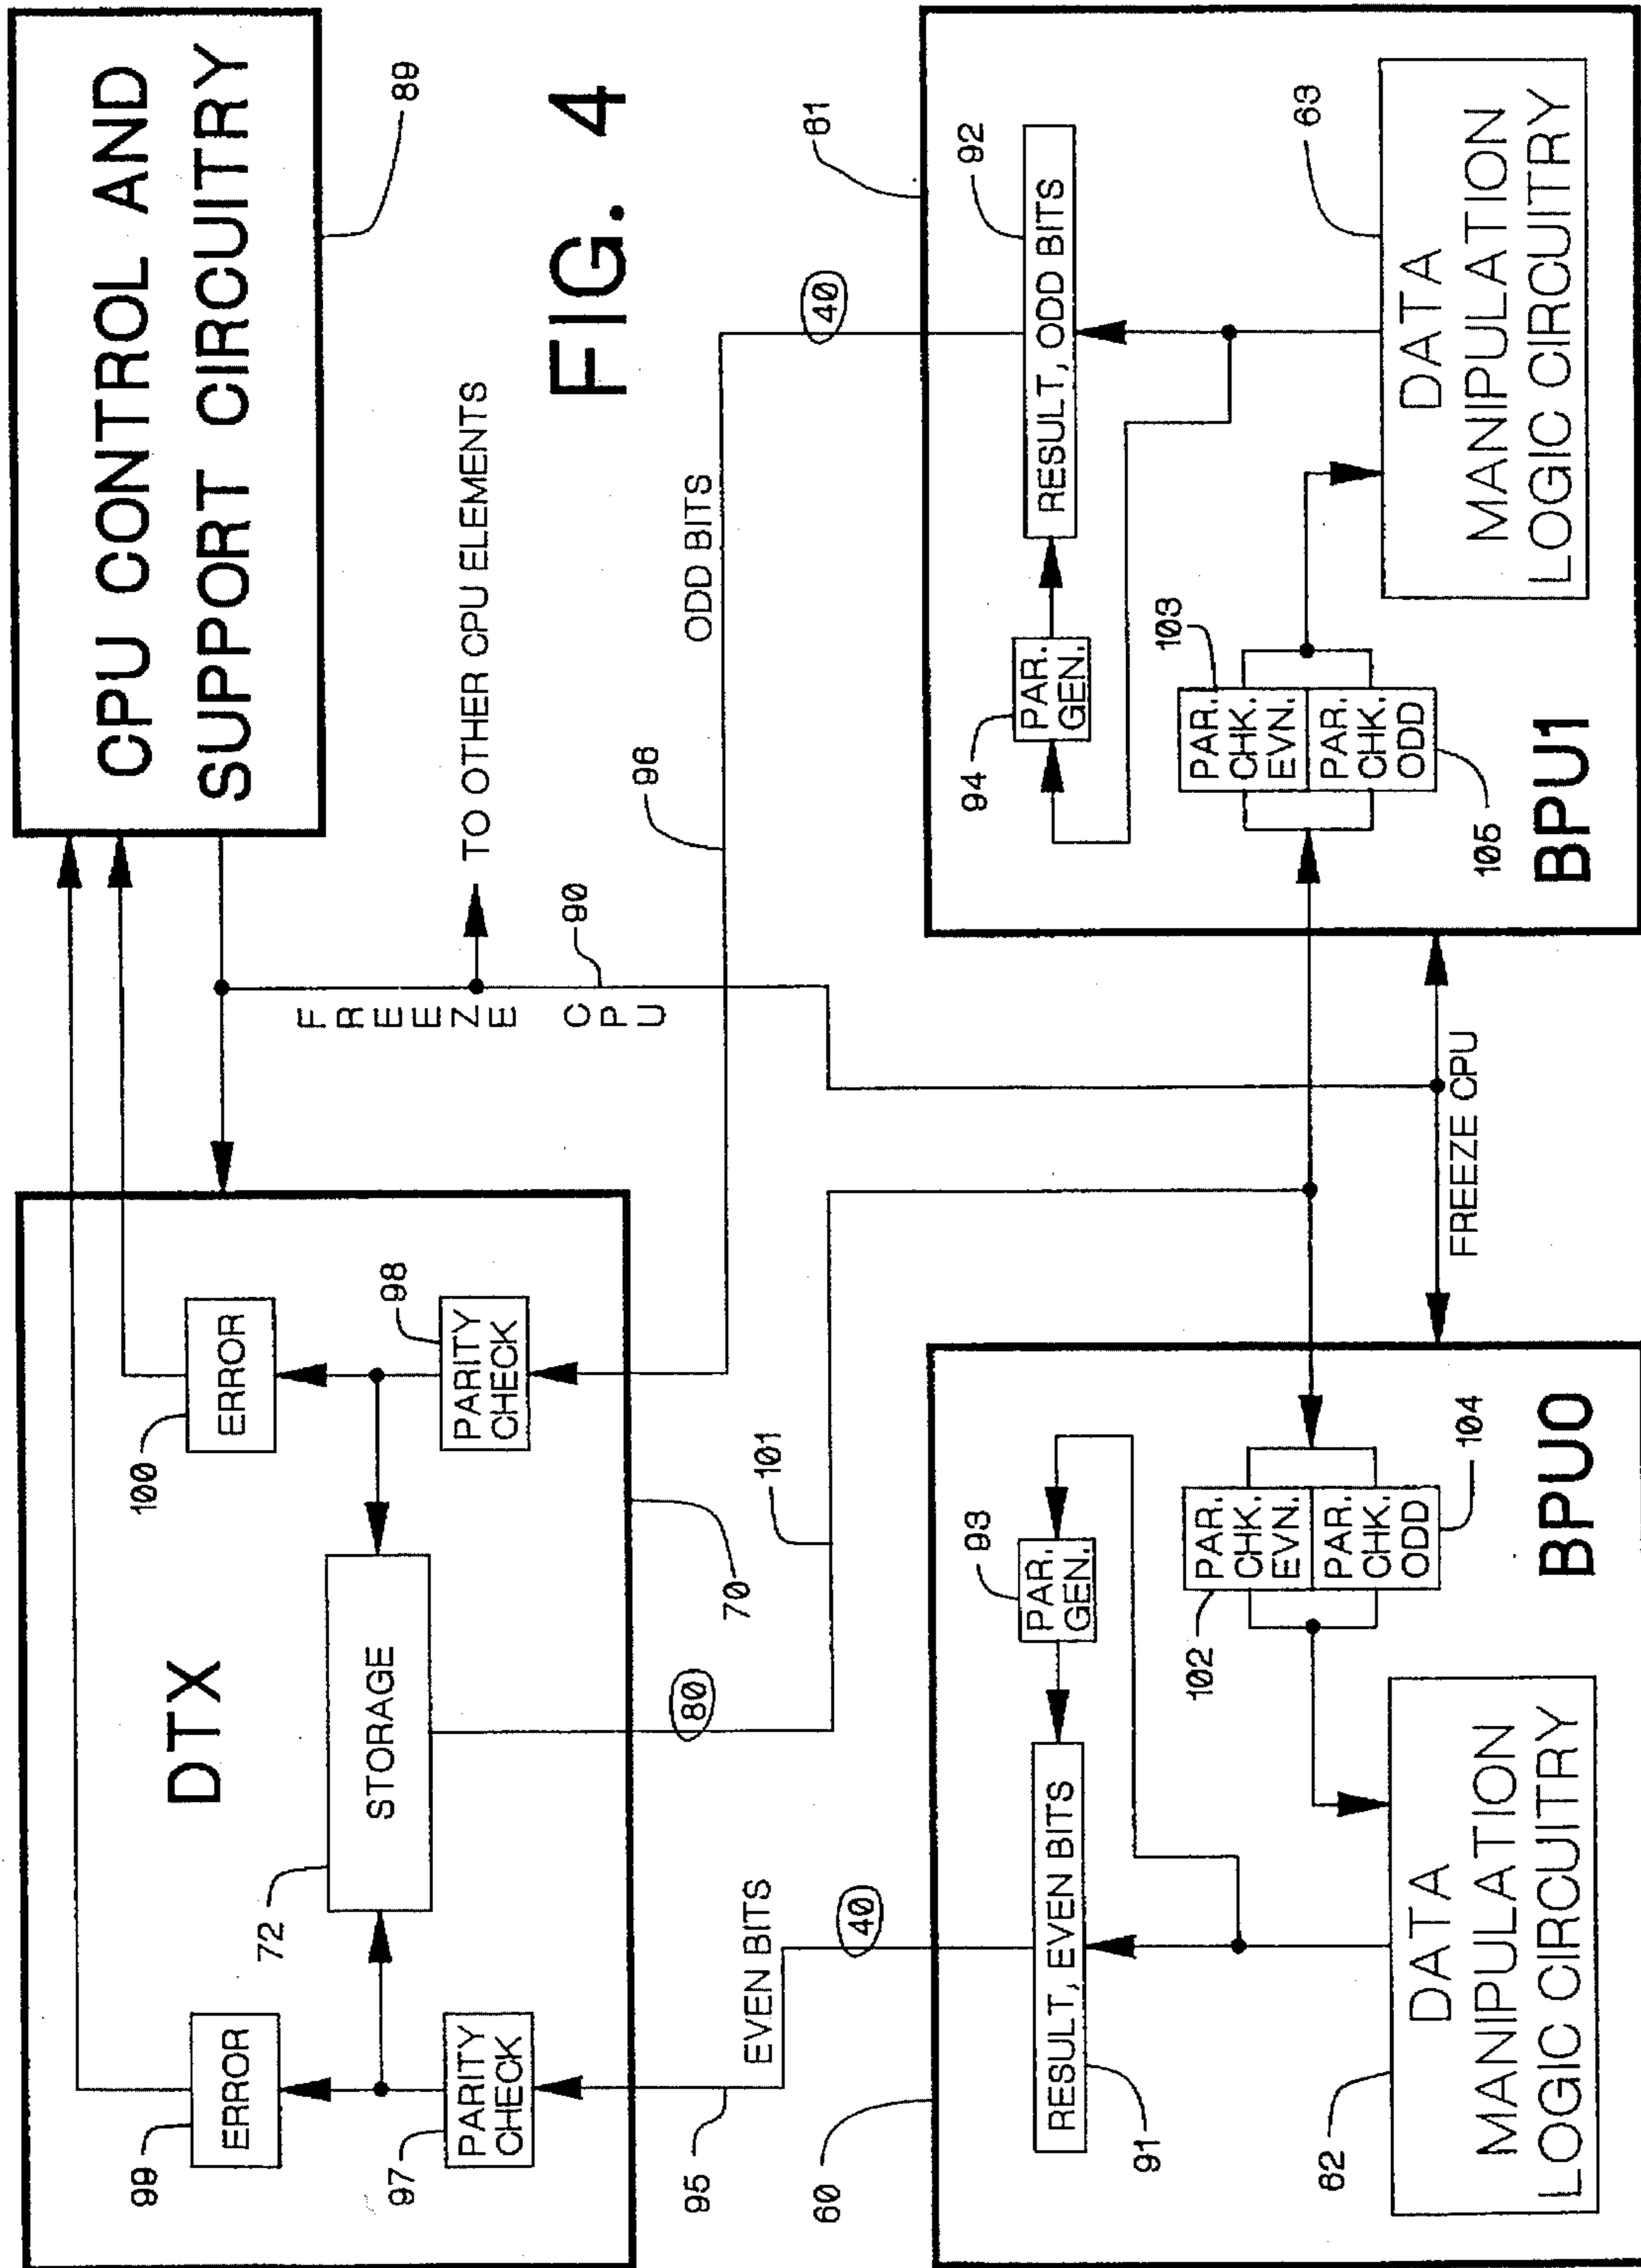 CPU CONTROL AND
SUPPORT CIRCUITRY
89
FIG. 4
DTX
99
ERROR
100
ERROR
72
STORAGE
97
PARITY
CHECK
98
PARITY
CHECK
70
80
FREEZE CPU
90
TO OTHER CPU ELEMENTS
95
EVEN BITS
40
101
96
ODD BITS
40
60
RESULT, EVEN BITS
91
PAR.
GEN.
93
102
PAR.
CHK.
EVN.
PAR.
CHK.
ODD
104
62
DATA
MANIPULATION
LOGIC CIRCUITRY
BPU0
FREEZE CPU
61
94
PAR.
GEN.
RESULT, ODD BITS
92
103
PAR.
CHK.
EVN.
PAR.
CHK.
ODD
105
63
DATA
MANIPULATION
LOGIC CIRCUITRY
BPU1